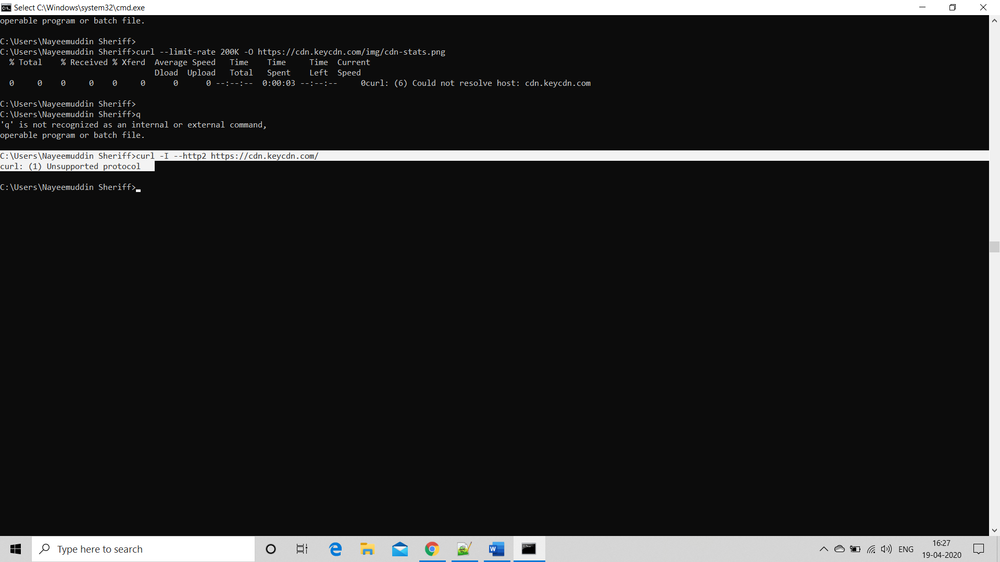 Select C:\Windows\system32\cmd.exe
operable program or batch file.
C:\Users\Nayeemuddin Sheriff>
C:\Users\Nayeemuddin Sheriff>curl --limit-rate 200K -O https://cdn.keycdn.com/img/cdn-stats.png
  % Total    % Received % Xferd  Average Speed   Time    Time     Time  Current
                                 Dload  Upload   Total   Spent    Left  Speed
  0     0    0     0    0     0      0      0 --:--:--  0:00:03 --:--:--     0curl: (6) Could not resolve host: cdn.keycdn.com
C:\Users\Nayeemuddin Sheriff>
C:\Users\Nayeemuddin Sheriff>q
'q' is not recognized as an internal or external command,
operable program or batch file.
C:\Users\Nayeemuddin Sheriff>curl -I --http2 https://cdn.keycdn.com/
curl: (1) Unsupported protocol
C:\Users\Nayeemuddin Sheriff>
Type here to search
ENG
16:27
19-04-2020